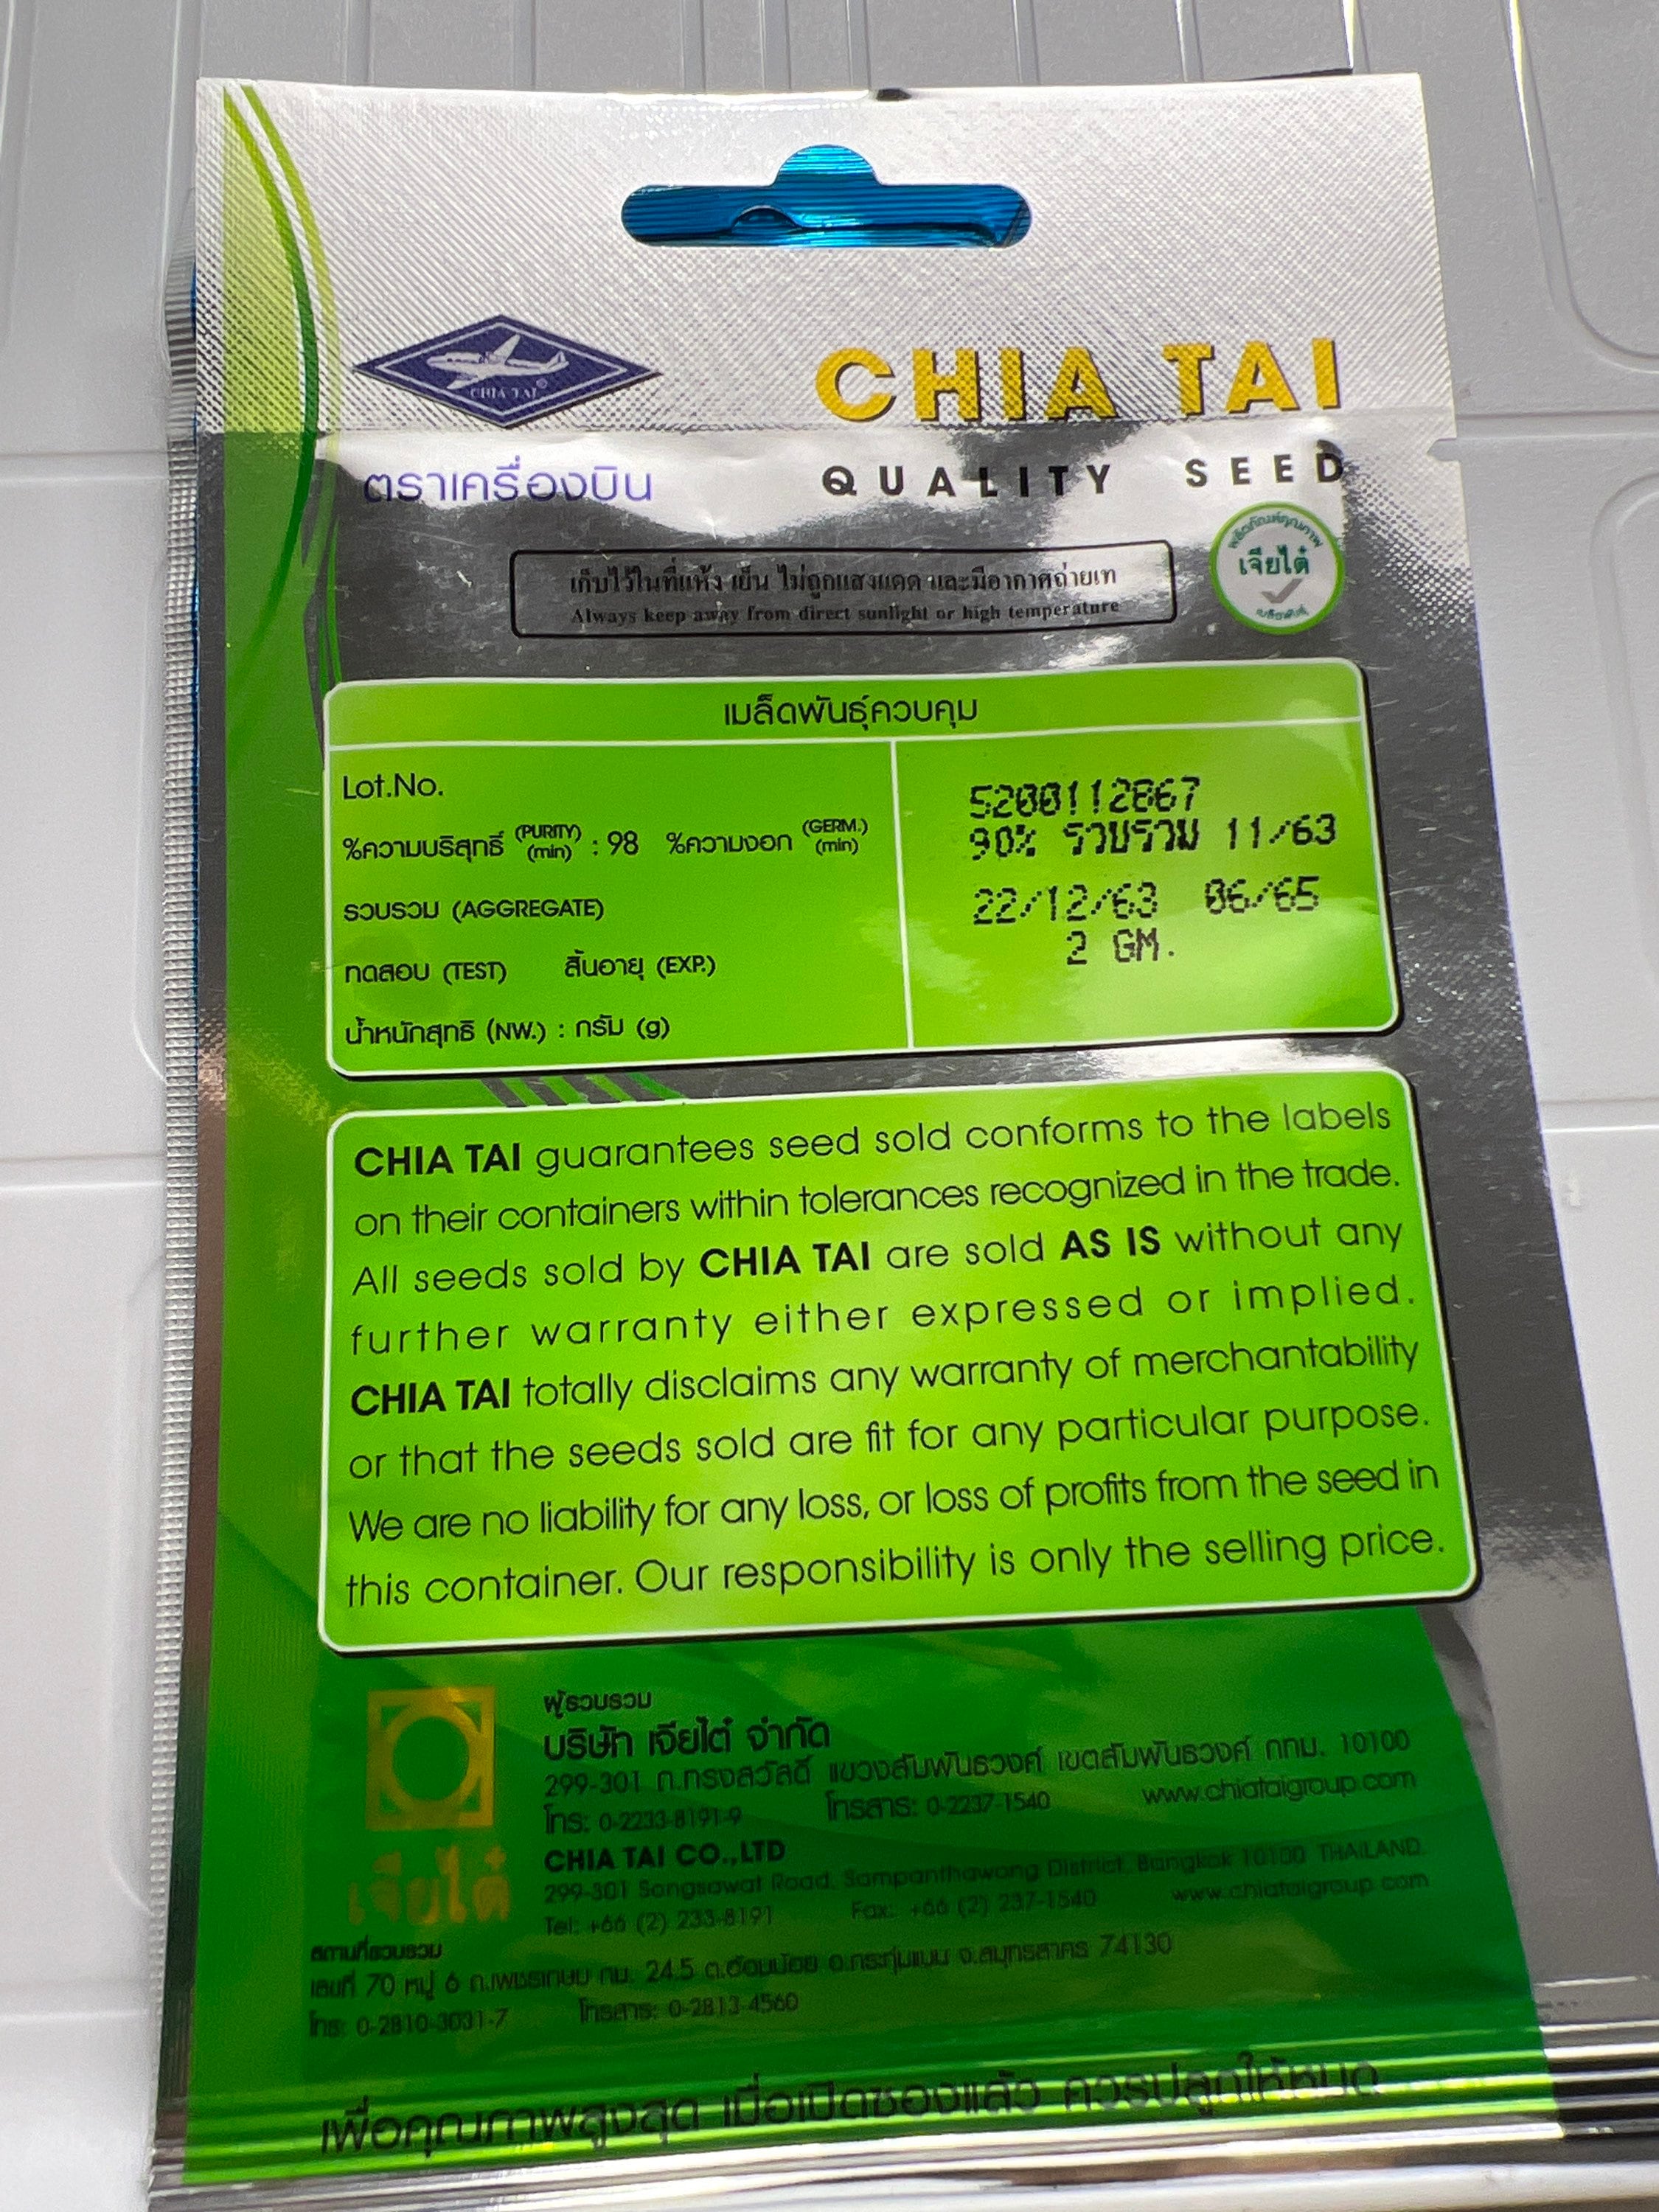 CHIA TAI®
ตราเครื่องบิน
CHIA TAI
QUALITY SEED
ผลิตภัณฑ์คุณภาพ
เจียไต๋
เมล็ดพันธุ์
เก็บไว้ในที่แห้ง เย็น ไม่ถูกแสงแดด และมีอากาศถ่ายเท
Always keep away from direct sunlight or high temperature
เมล็ดพันธุ์ควบคุม
Lot.No.
%ความบริสุทธิ์ (PURITY) (min) : 98 %ความงอก (GERM.) (min)
รวบรวม (AGGREGATE)
ทดสอบ (TEST) สิ้นอายุ (EXP.)
น้ำหนักสุทธิ (NW.) : กรัม (g)
5200112867
90% รวบรวม 11/63
22/12/63 06/65
2 GM.
CHIA TAI guarantees seed sold conforms to the labels
on their containers within tolerances recognized in the trade.
All seeds sold by CHIA TAI are sold AS IS without any
further warranty either expressed or implied.
CHIA TAI totally disclaims any warranty of merchantability
or that the seeds sold are fit for any particular purpose.
We are no liability for any loss, or loss of profits from the seed in
this container. Our responsibility is only the selling price.
เจียไต๋
ผู้รวบรวม
บริษัท เจียไต๋ จำกัด
299-301 ถ.ทรงสวัสดิ์ แขวงสัมพันธวงศ์ เขตสัมพันธวงศ์ กทม. 10100
โทร: 0-2233-8191-9 โทรสาร: 0-2237-1540 www.chiataigroup.com
CHIA TAI CO.,LTD
299-301 Songsawat Road, Sampanthawong District, Bangkok 10100 THAILAND.
Tel: +66 (2) 233-8191 Fax: +66 (2) 237-1540 www.chiataigroup.com
สถานที่รวบรวม
เลขที่ 70 หมู่ 6 ถ.เพชรเกษม กม. 24.5 ต.อ้อมน้อย อ.กระทุ่มแบน จ.สมุทรสาคร 74130
โทร: 0-2810-3031-7 โทรสาร: 0-2813-4560
เพื่อคุณภาพสูงสุด เมื่อเปิดซองแล้ว ควรปลูกให้หมด